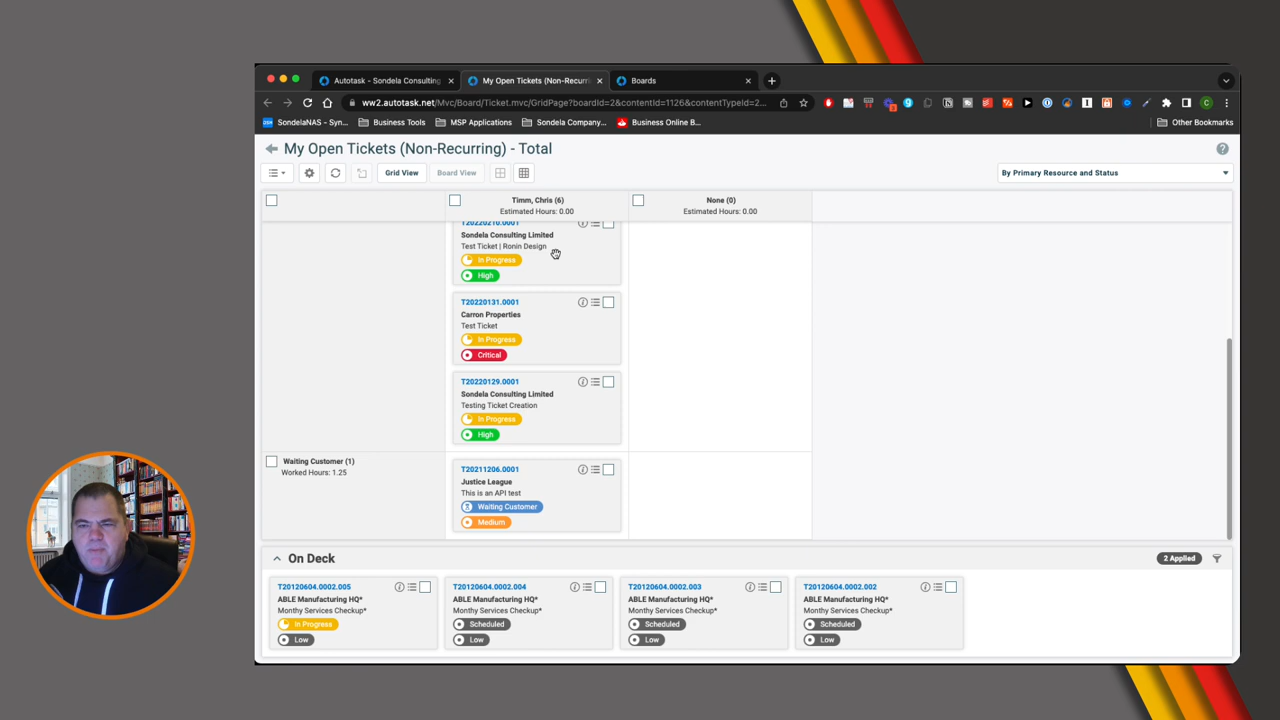 Autotask - Sondela Consulting
My Open Tickets (Non-Recurri
Boards
ww2.autotask.net/Mvc/Board/Ticket.mvc/GridPage?boardId=2&contentId=1126&contentTypeId=2...
SondelaNAS - Syn...
Business Tools
MSP Applications
Sondela Company...
Business Online B...
Other Bookmarks
My Open Tickets (Non-Recurring) - Total
Grid View
Board View
By Primary Resource and Status
Timm, Chris (6)
Estimated Hours: 0.00
None (0)
Estimated Hours: 0.00
T20220210.0001
Sondela Consulting Limited
Test Ticket | Ronin Design
In Progress
High
T20220131.0001
Carron Properties
Test Ticket
In Progress
Critical
T20220129.0001
Sondela Consulting Limited
Testing Ticket Creation
In Progress
High
Waiting Customer (1)
Worked Hours: 1.25
T20211206.0001
Justice League
This is an API test
Waiting Customer
Medium
On Deck
2 Applied
T20120604.0002.005
ABLE Manufacturing HQ*
Monthy Services Checkup*
In Progress
Low
T20120604.0002.004
ABLE Manufacturing HQ*
Monthy Services Checkup*
Scheduled
Low
T20120604.0002.003
ABLE Manufacturing HQ*
Monthy Services Checkup*
Scheduled
Low
T20120604.0002.002
ABLE Manufacturing HQ*
Monthy Services Checkup*
Scheduled
Low